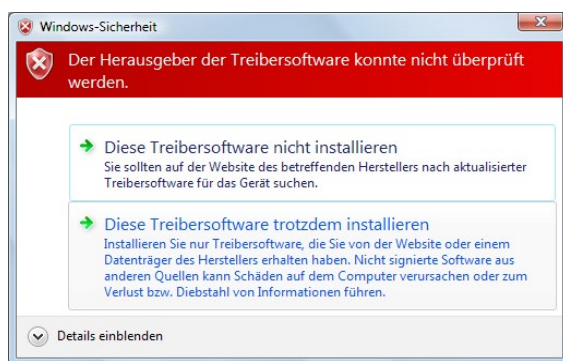 Windows-Sicherheit
Der Herausgeber der Treibersoftware konnte nicht überprüft
werden.
Diese Treibersoftware nicht installieren
Sie sollten auf der Website des betreffenden Herstellers nach aktualisierter
Treibersoftware für das Gerät suchen.
Diese Treibersoftware trotzdem installieren
Installieren Sie nur Treibersoftware, die Sie von der Website oder einem
Datenträger des Herstellers erhalten haben. Nicht signierte Software aus
anderen Quellen kann Schäden auf dem Computer verursachen oder zum
Verlust bzw. Diebstahl von Informationen führen.
Details einblenden